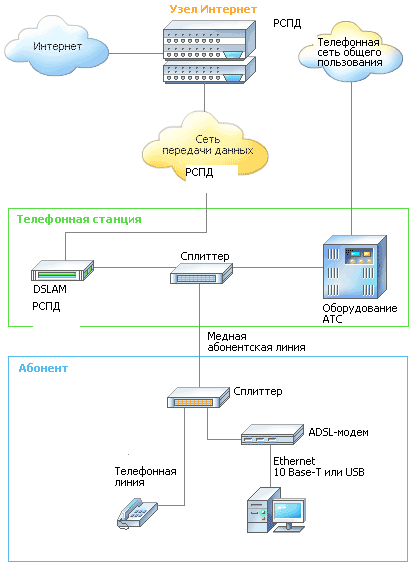 Узел Интернет
РСПД
Интернет
Телефонная
сеть общего
пользования
Сеть
передачи данных
РСПД
Телефонная станция
Сплиттер
DSLAM
РСПД
Оборудование
АТС
Медная
абонентская линия
Абонент
Сплиттер
ADSL-модем
Ethernet
10 Base-T или USB
Телефонная
линия